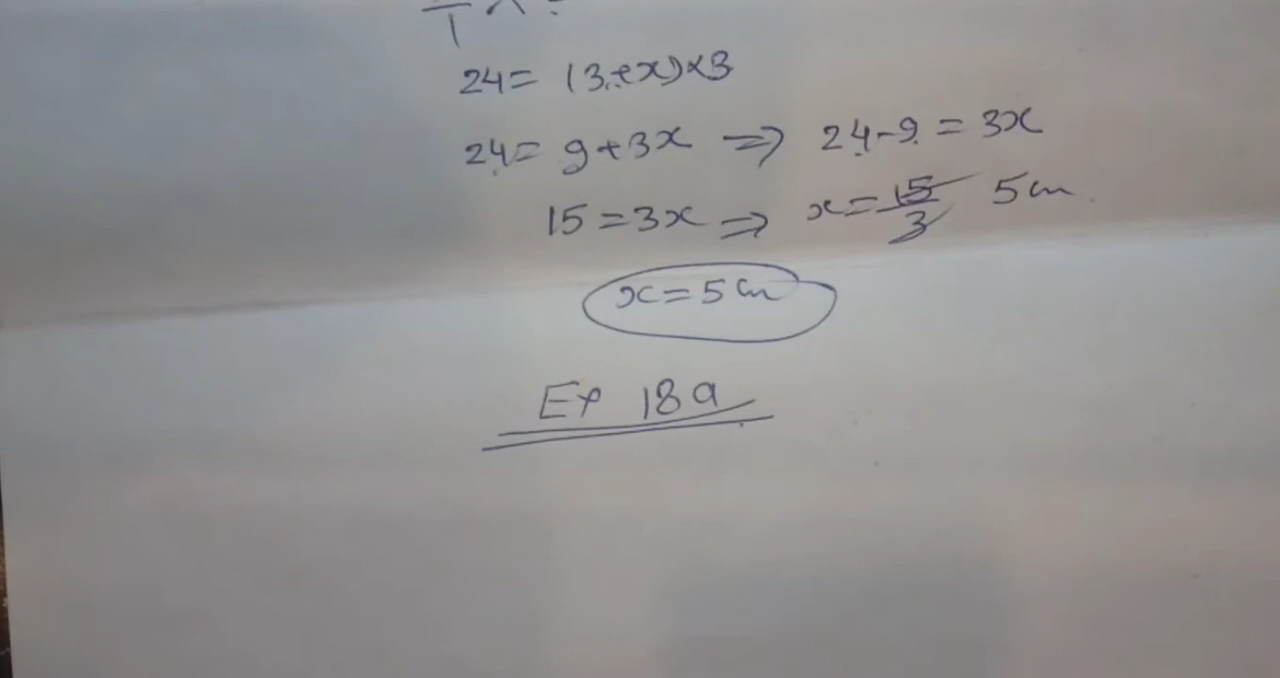 24 = (3+x)×3
24 = 9+3x ⇒ 24-9 = 3x
15 = 3x ⇒ x = 15/3 5cm
x = 5cm
Ex 18a